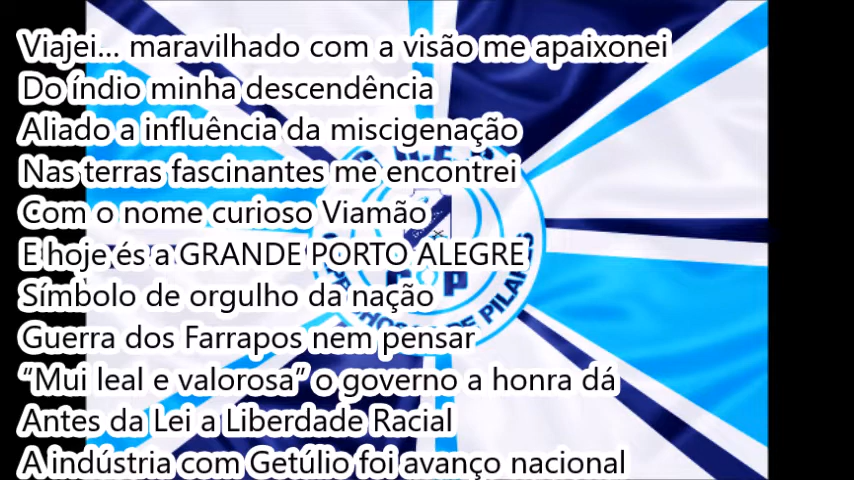 Viajei... maravilhado com a visão me apaixonei
Do índio minha descendência
Aliado a influência da miscigenação
Nas terras fascinantes me encontrei
Com o nome curioso Viamão
E hoje és a GRANDE PORTO ALEGRE
Símbolo de orgulho da nação
Guerra dos Farrapos nem pensar
“Mui leal e valorosa” o governo a honra dá
Antes da Lei a Liberdade Racial
A indústria com Getúlio foi avanço nacional